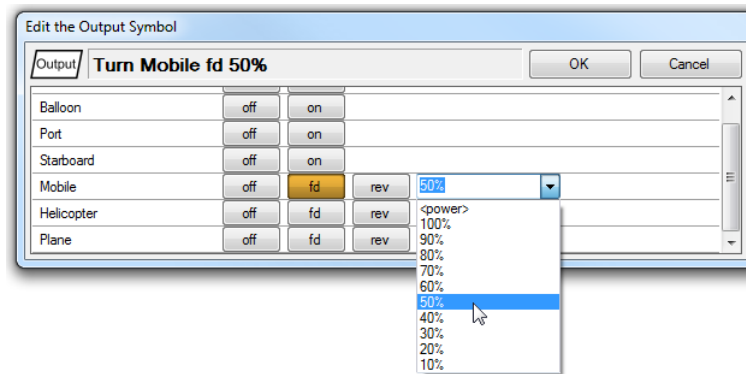 Edit the Output Symbol
Output Turn Mobile fd 50% OK Cancel
Balloon off on
Port off on
Starboard off on
Mobile off fd rev 50%
Helicopter off fd rev
Plane off fd rev
<power>
100%
90%
80%
70%
60%
50%
40%
30%
20%
10%